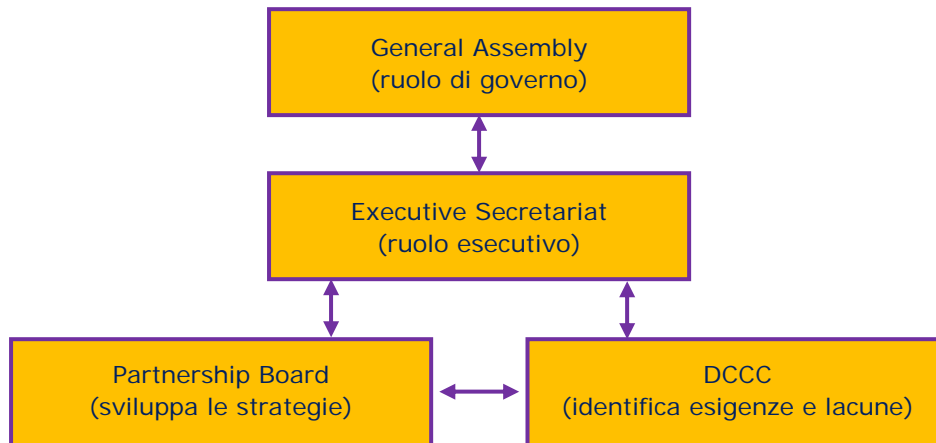 General Assembly
(ruolo di governo)
Executive Secretariat
(ruolo esecutivo)
Partnership Board
(sviluppa le strategie)
DCCC
(identifica esigenze e lacune)